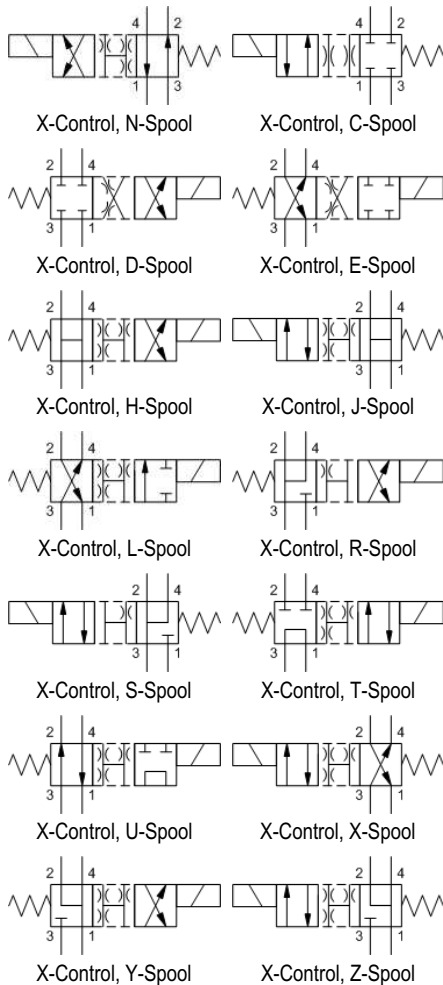 4 2 4 2
1 3 1 3
X-Control, N-Spool X-Control, C-Spool
2 4 2 4
3 1 3 1
X-Control, D-Spool X-Control, E-Spool
2 4 2 4
3 1 3 1
X-Control, H-Spool X-Control, J-Spool
2 4 2 4
3 1 3 1
X-Control, L-Spool X-Control, R-Spool
2 4 2 4
3 1 3 1
X-Control, S-Spool X-Control, T-Spool
2 4 2 4
3 1 3 1
X-Control, U-Spool X-Control, X-Spool
2 4 2 4
3 1 3 1
X-Control, Y-Spool X-Control, Z-Spool